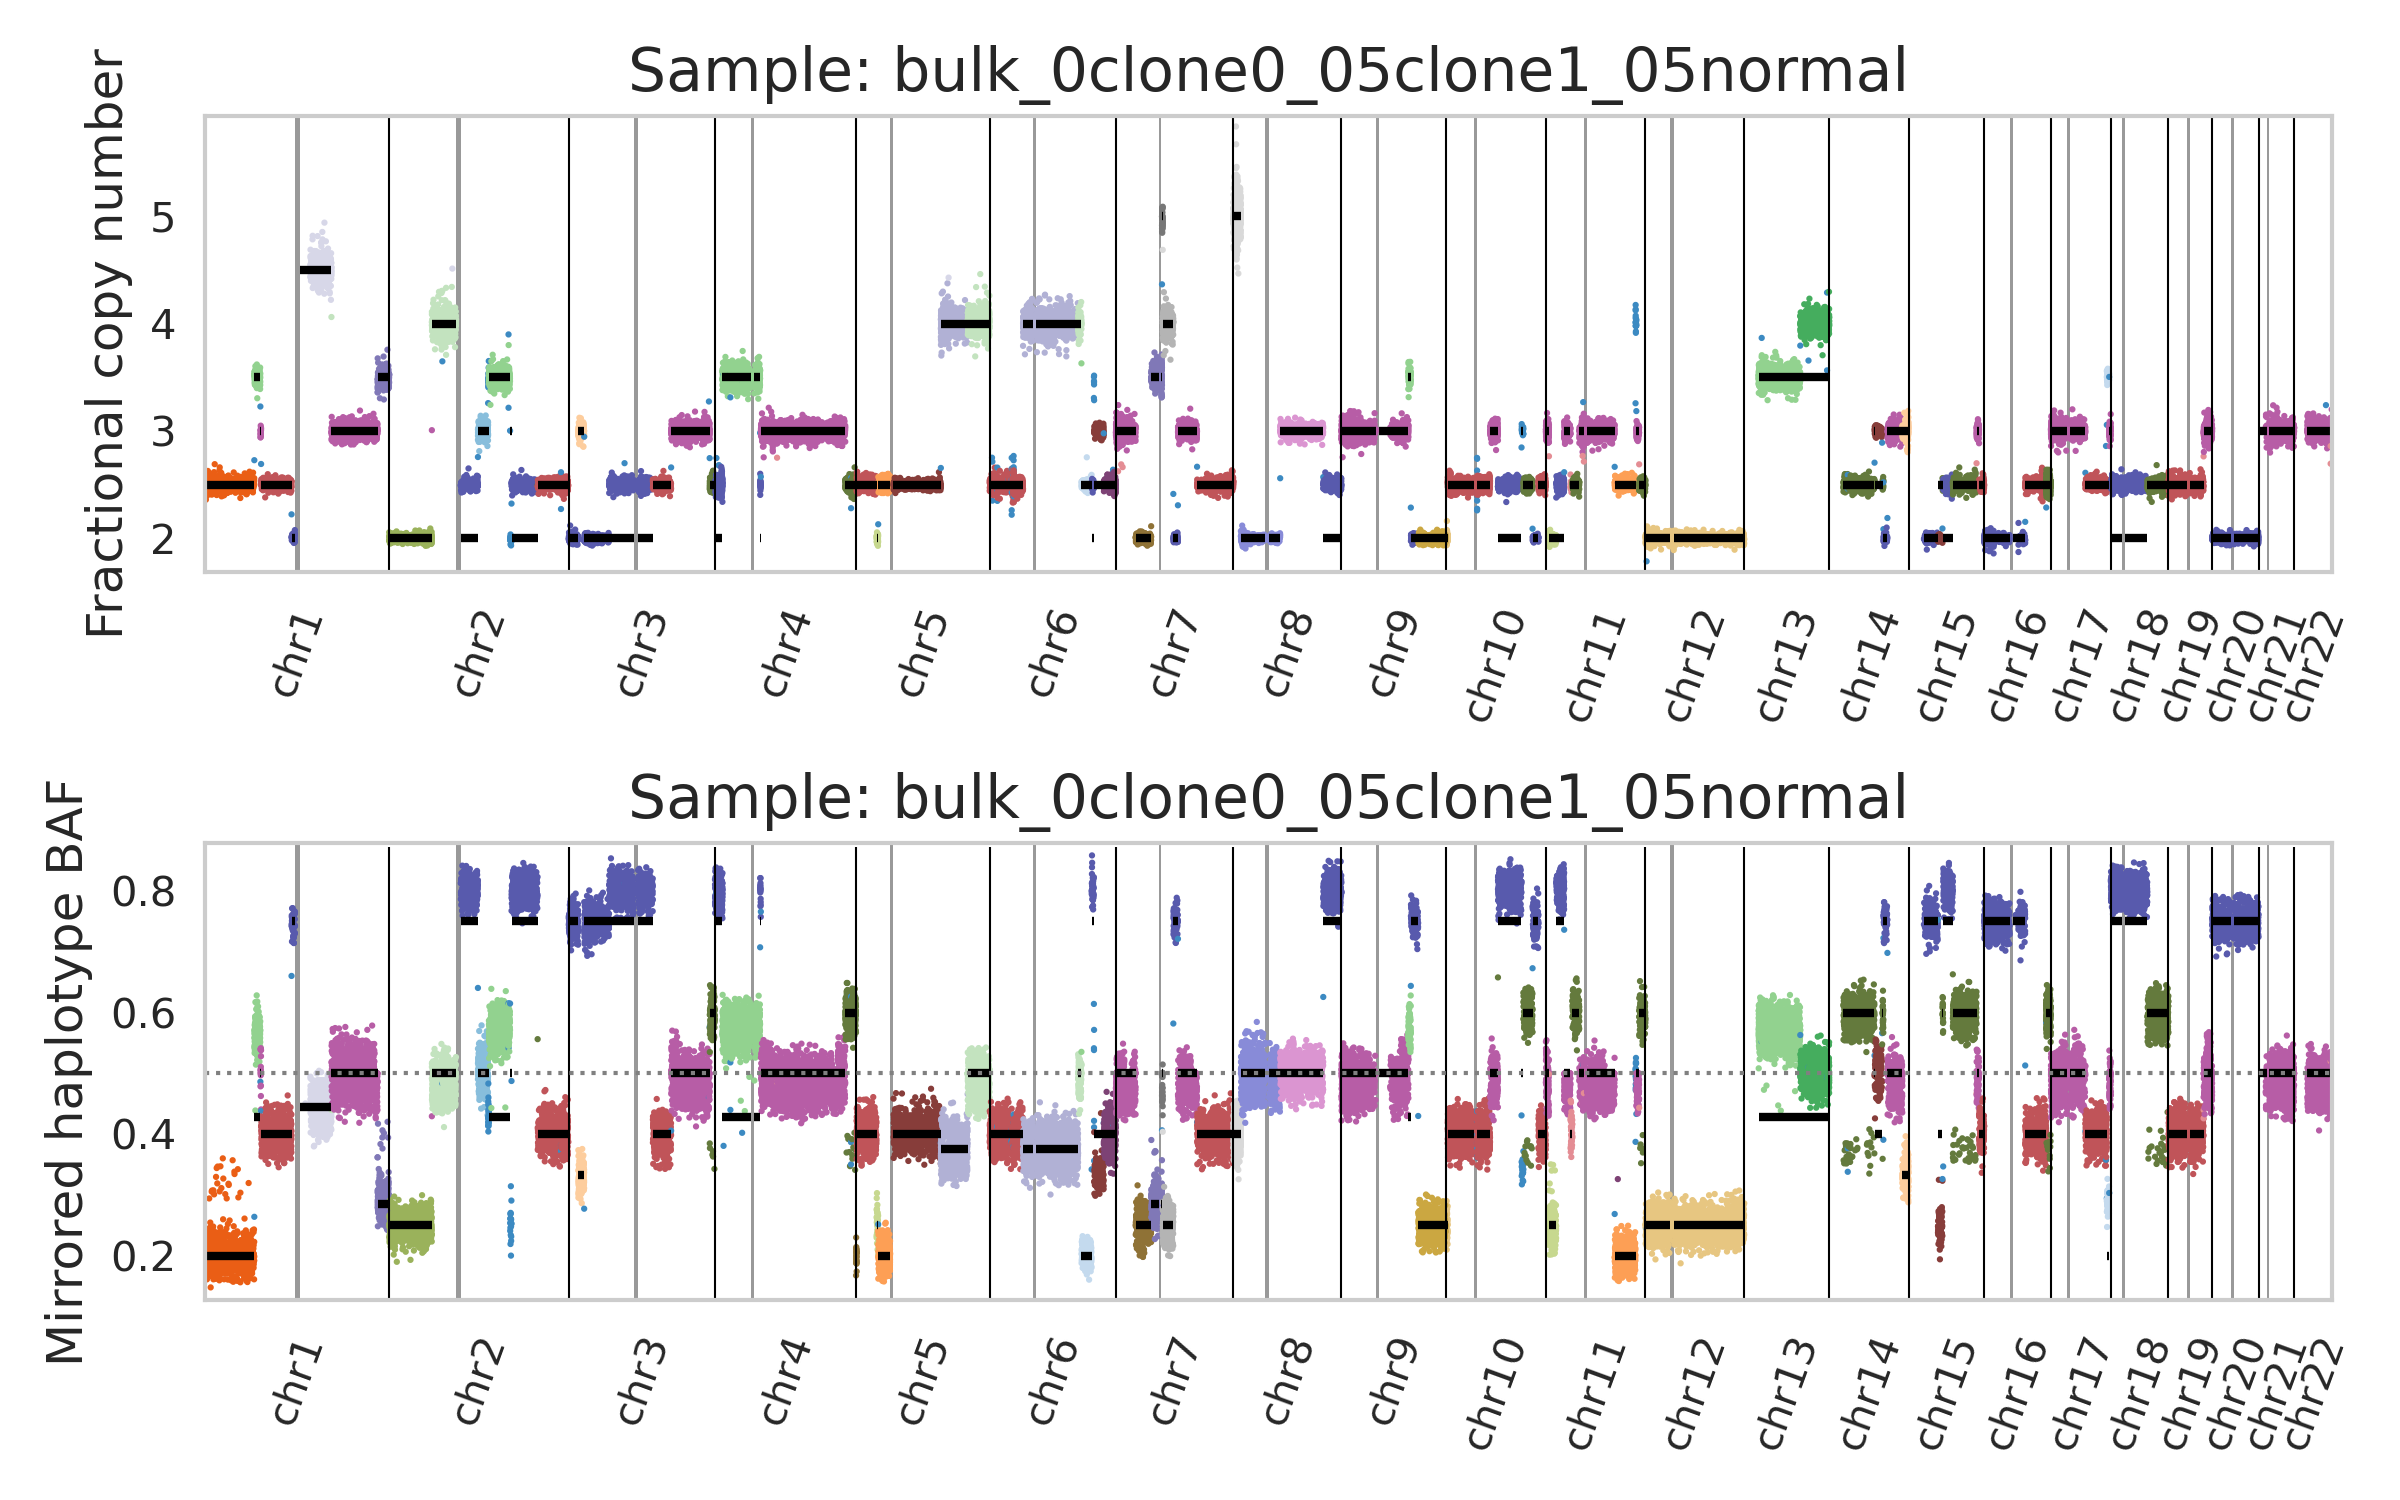 Sample: bulk_0clone0_05clone1_05normal
Fractional copy number
5
4
3
2
chr1
chr2
chr3
chr4
chr5
chr6
chr7
chr8
chr9
chr10
chr11
chr12
chr13
chr14
chr15
chr16
chr17
chr18
chr19
chr20
chr21
chr22
Sample: bulk_0clone0_05clone1_05normal
Mirrored haplotype BAF
0.8
0.6
0.4
0.2
chr1
chr2
chr3
chr4
chr5
chr6
chr7
chr8
chr9
chr10
chr11
chr12
chr13
chr14
chr15
chr16
chr17
chr18
chr19
chr20
chr21
chr22